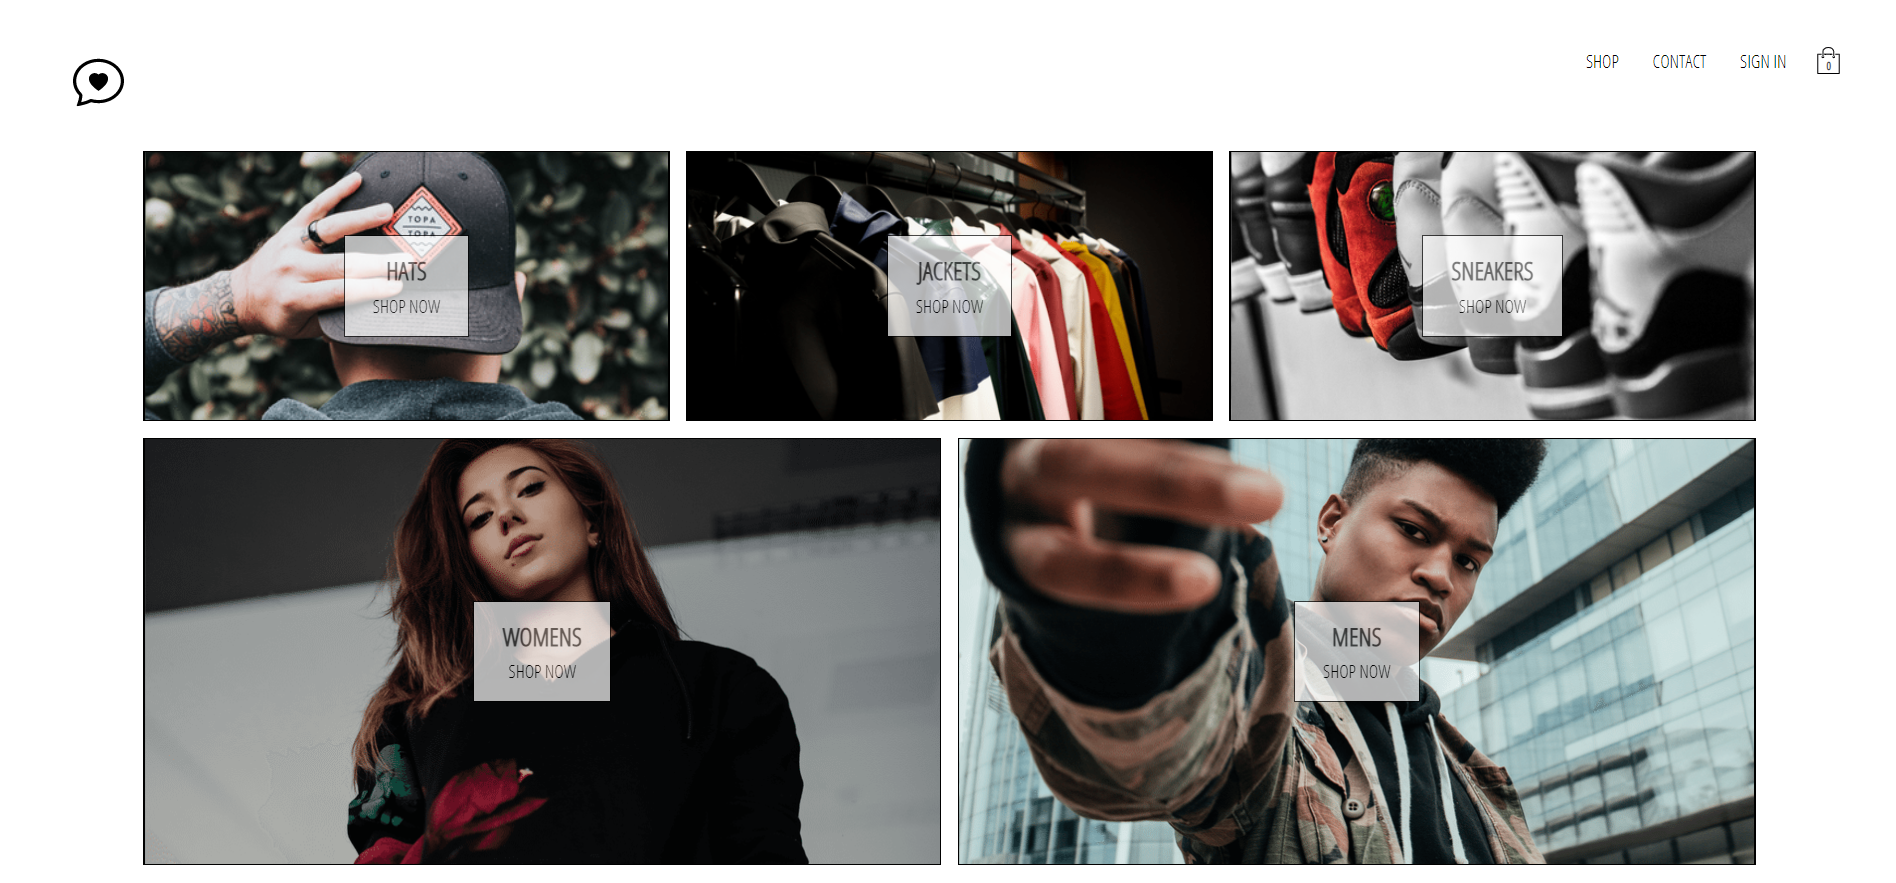 SHOP
CONTACT
SIGN IN
0
TOPA
TOPA
HATS
SHOP NOW
JACKETS
SHOP NOW
SNEAKERS
SHOP NOW
WOMENS
SHOP NOW
MENS
SHOP NOW